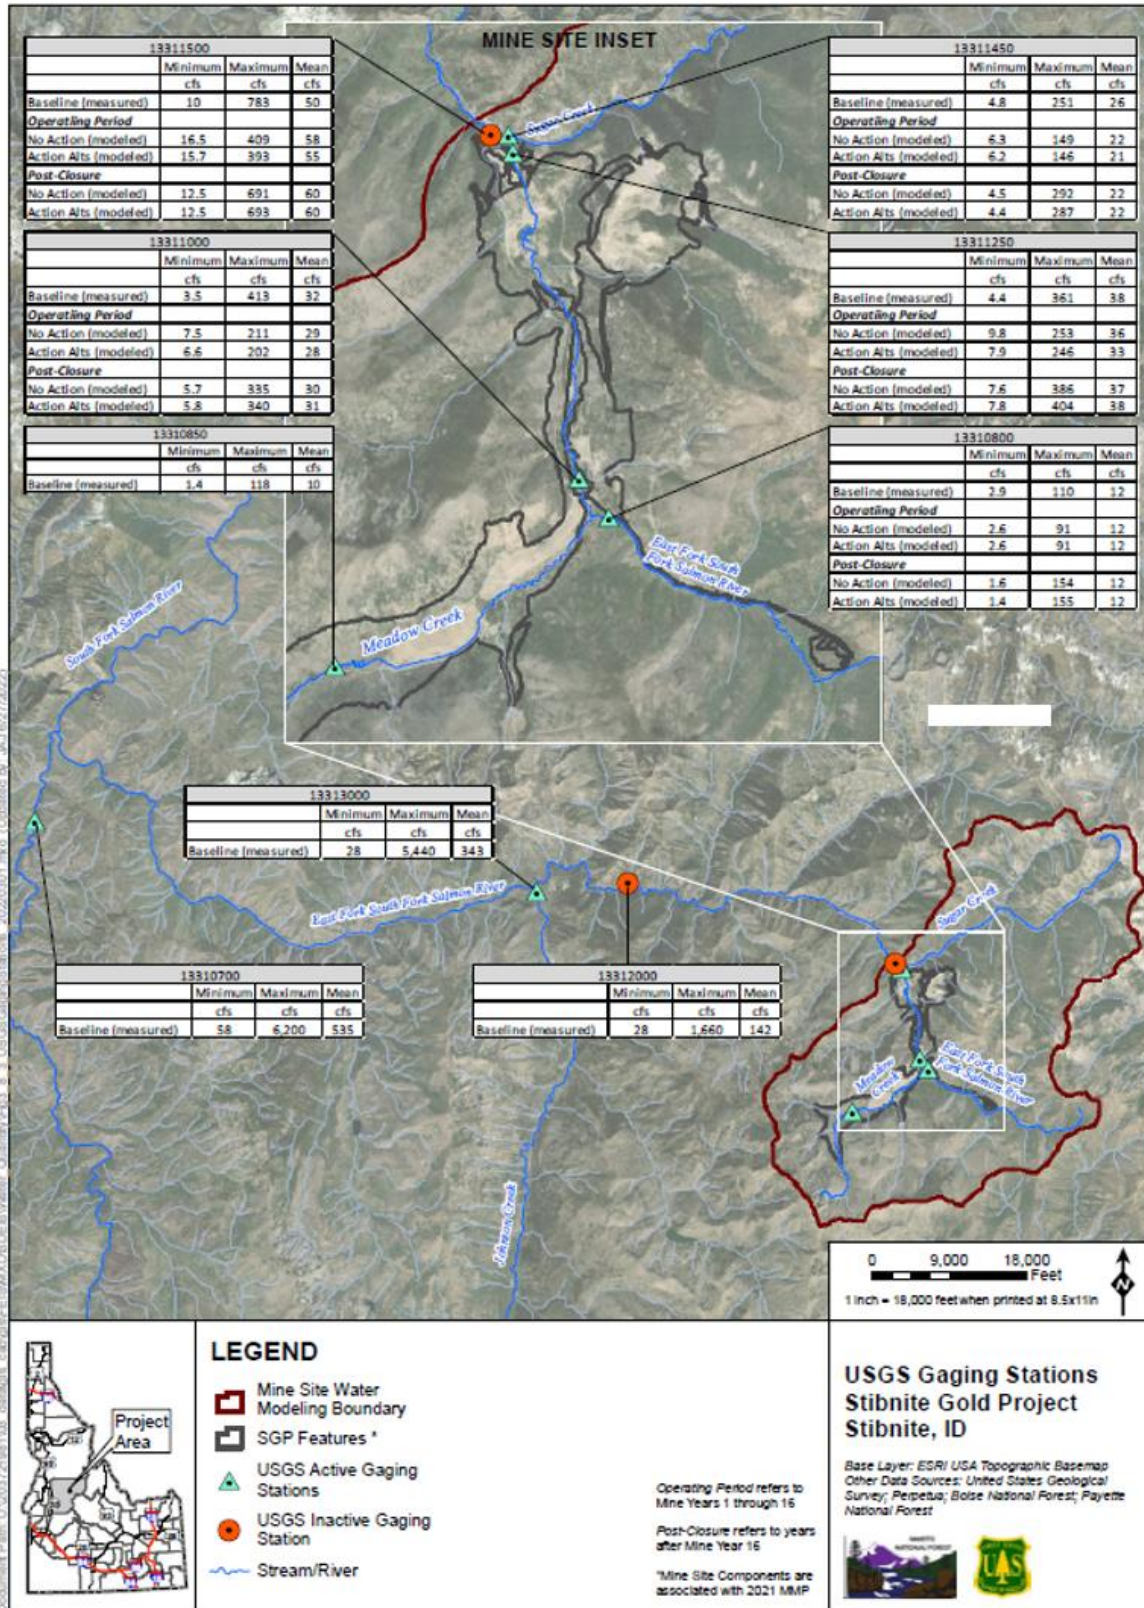 MINE SITE INSET
13311500
Minimum Maximum Mean
cfs cfs cfs
Baseline (measured) 10 783 50
Operatiing Period
No Action (modeled) 16.5 409 58
Action Alts (modeled) 15.7 393 55
Post-Closure
No Action (modeled) 12.5 691 60
Action Alts (modeled) 12.5 693 60
13311450
Minimum Maximum Mean
cfs cfs cfs
Baseline (measured) 4.8 251 26
Operatiing Period
No Action (modeled) 6.3 149 22
Action Alts (modeled) 6.2 146 21
Post-Closure
No Action (modeled) 4.5 292 22
Action Alts (modeled) 4.4 287 22
Sugar Creek
13311000
Minimum Maximum Mean
cfs cfs cfs
Baseline (measured) 3.5 413 32
Operatiing Period
No Action (modeled) 7.5 211 29
Action Alts (modeled) 6.6 202 28
Post-Closure
No Action (modeled) 5.7 335 30
Action Alts (modeled) 5.8 340 31
13311250
Minimum Maximum Mean
cfs cfs cfs
Baseline (measured) 4.4 361 38
Operatiing Period
No Action (modeled) 9.8 253 36
Action Alts (modeled) 7.9 246 33
Post-Closure
No Action (modeled) 7.6 386 37
Action Alts (modeled) 7.8 404 38
13310850
Minimum Maximum Mean
cfs cfs cfs
Baseline (measured) 1.4 118 10
13310800
Minimum Maximum Mean
cfs cfs cfs
Baseline (measured) 2.9 110 12
Operatiing Period
No Action (modeled) 2.6 91 12
Action Alts (modeled) 2.6 91 12
Post-Closure
No Action (modeled) 1.6 154 12
Action Alts (modeled) 1.4 155 12
East Fork South
Fork Salmon River
Meadow Creek
South Fork Salmon River
13313000
Minimum Maximum Mean
cfs cfs cfs
Baseline (measured) 28 5,440 343
East Fork South Fork Salmon River
Sugar Creek
13310700
Minimum Maximum Mean
cfs cfs cfs
Baseline (measured) 58 6,200 535
13312000
Minimum Maximum Mean
cfs cfs cfs
Baseline (measured) 28 1,660 142
East Fork South
Fork Salmon River
Meadow
Creek
Johnson Creek
0 9,000 18,000
Feet
1 inch = 18,000 feet when printed at 8.5x11in
N
Project
Area
LEGEND
Mine Site Water
Modeling Boundary
SGP Features *
USGS Active Gaging
Stations
USGS Inactive Gaging
Station
Stream/River
Operating Period refers to
Mine Years 1 through 16
Post-Closure refers to years
after Mine Year 16
*Mine Site Components are
associated with 2021 MMP
USGS Gaging Stations
Stibnite Gold Project
Stibnite, ID
Base Layer: ESRI USA Topographic Basemap
Other Data Sources: United States Geological
Survey; Perpetua; Boise National Forest; Payette
National Forest
PAYETTE
NATIONAL FOREST
U S